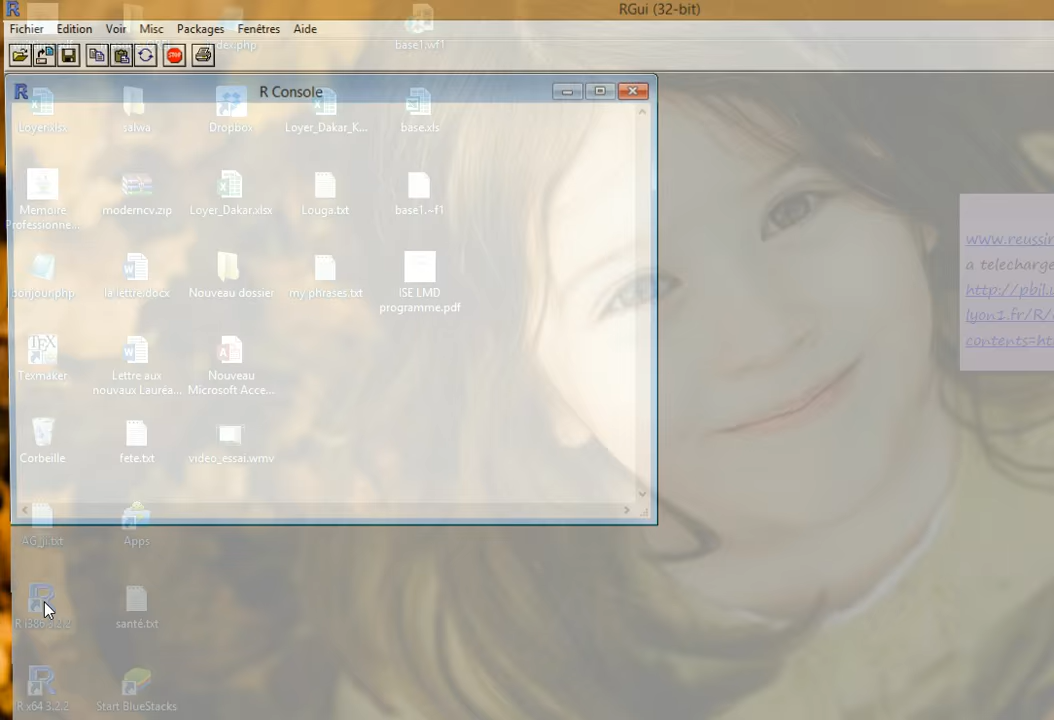 RGui (32-bit)
Fichier Edition Voir Misc Packages Fenêtres Aide
base1.wf1
STOP
R Console
Loyer.xlsx
salwa
Dropbox
Loyer_Dakar_K...
base.xls
Memoire
Professionne...
moderncv.zip
Loyer_Dakar.xlsx
Louga.txt
base1.~f1
bonjour.php
la lettre.docx
Nouveau dossier
my phrases.txt
ISE LMD
programme.pdf
TEX
Texmaker
Lettre aux
nouvaux Laurea...
Nouveau
Microsoft Acce...
Corbeille
fete.txt
video_essai.wmv
Apps
R i386 3.2.2
santé.txt
R x64 3.2.2
Start BlueStacks
www.reussir
a telecharge
http://pbil.u
lyon1.fr/R/
contents=ht